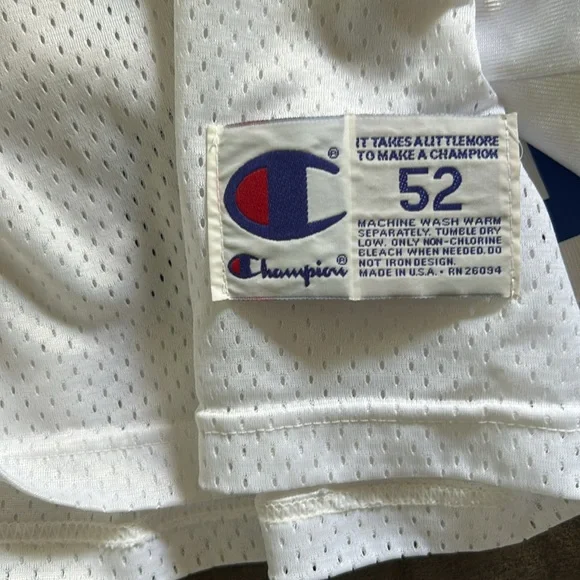 ®
Champion
IT TAKES A LITTLE MORE
TO MAKE A CHAMPION
®
52
MACHINE WASH WARM
SEPARATELY. TUMBLE DRY
LOW. ONLY NON-CHLORINE
BLEACH WHEN NEEDED. DO
NOT IRON DESIGN.
MADE IN U.S.A. • RN 26094